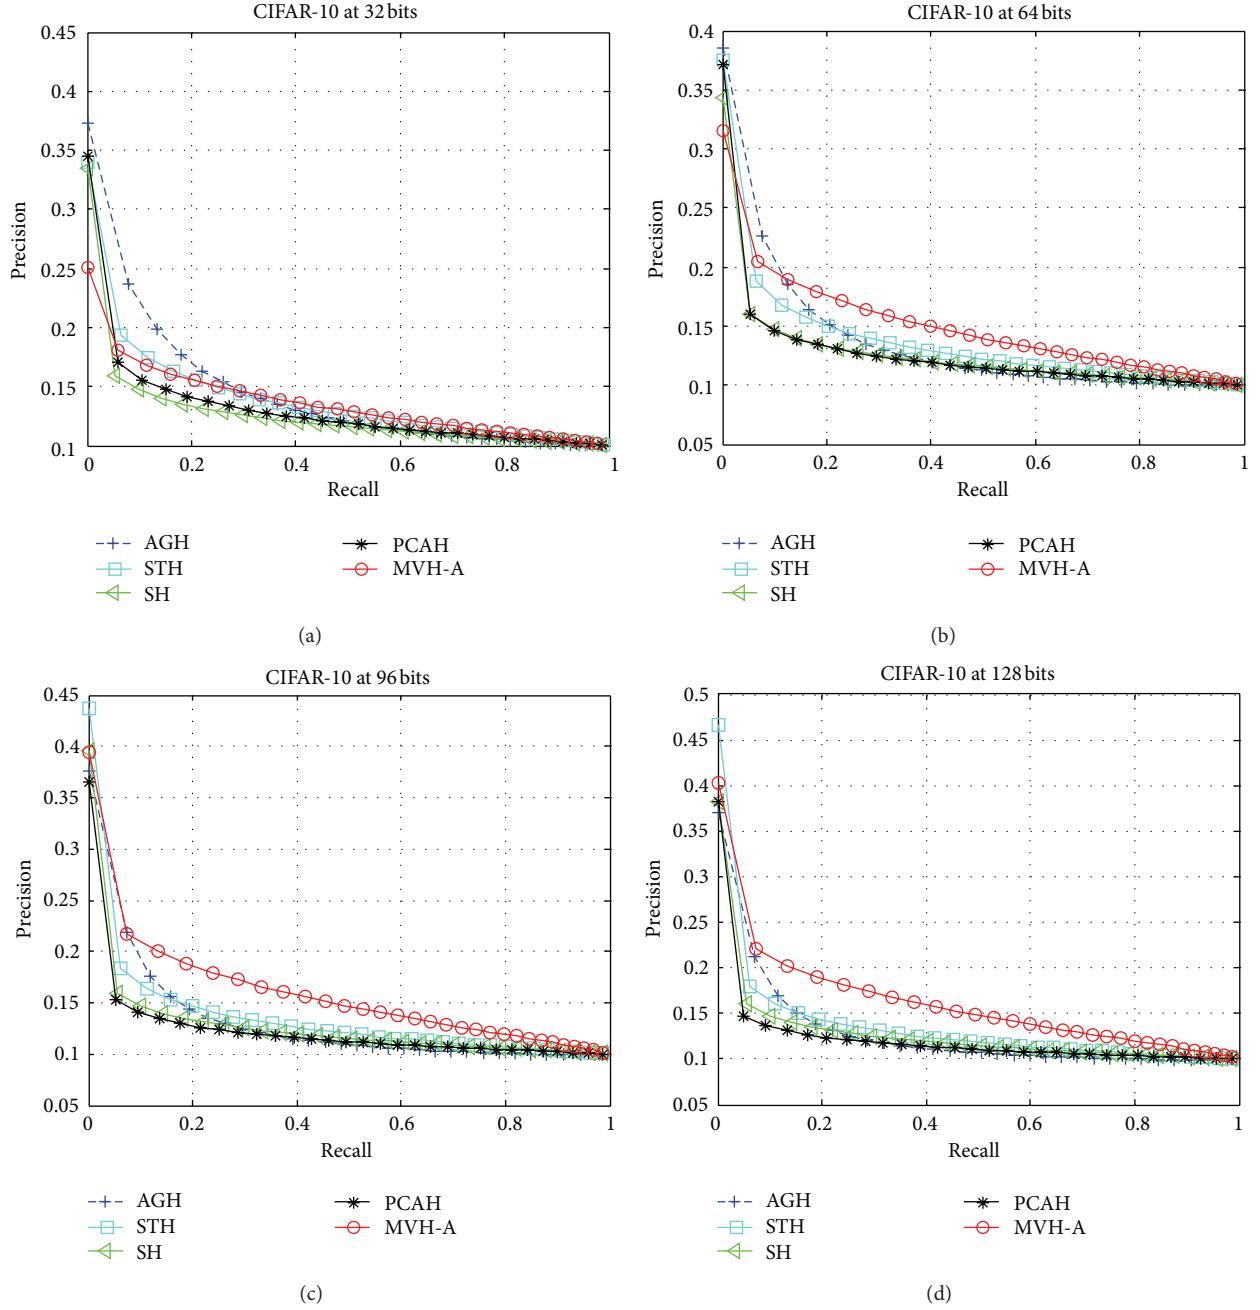 CIFAR-10 at 32 bits
0.45
0.4
0.35
0.3
0.25
0.2
0.15
0.1
Precision
0 0.2 0.4 0.6 0.8 1
Recall
AGH
STH
SH
PCAH
MVH-A
(a)
CIFAR-10 at 64 bits
0.4
0.35
0.3
0.25
0.2
0.15
0.1
0.05
Precision
0 0.2 0.4 0.6 0.8 1
Recall
AGH
STH
SH
PCAH
MVH-A
(b)
CIFAR-10 at 96 bits
0.45
0.4
0.35
0.3
0.25
0.2
0.15
0.1
0.05
Precision
0 0.2 0.4 0.6 0.8 1
Recall
AGH
STH
SH
PCAH
MVH-A
(c)
CIFAR-10 at 128 bits
0.5
0.45
0.4
0.35
0.3
0.25
0.2
0.15
0.1
0.05
Precision
0 0.2 0.4 0.6 0.8 1
Recall
AGH
STH
SH
PCAH
MVH-A
(d)